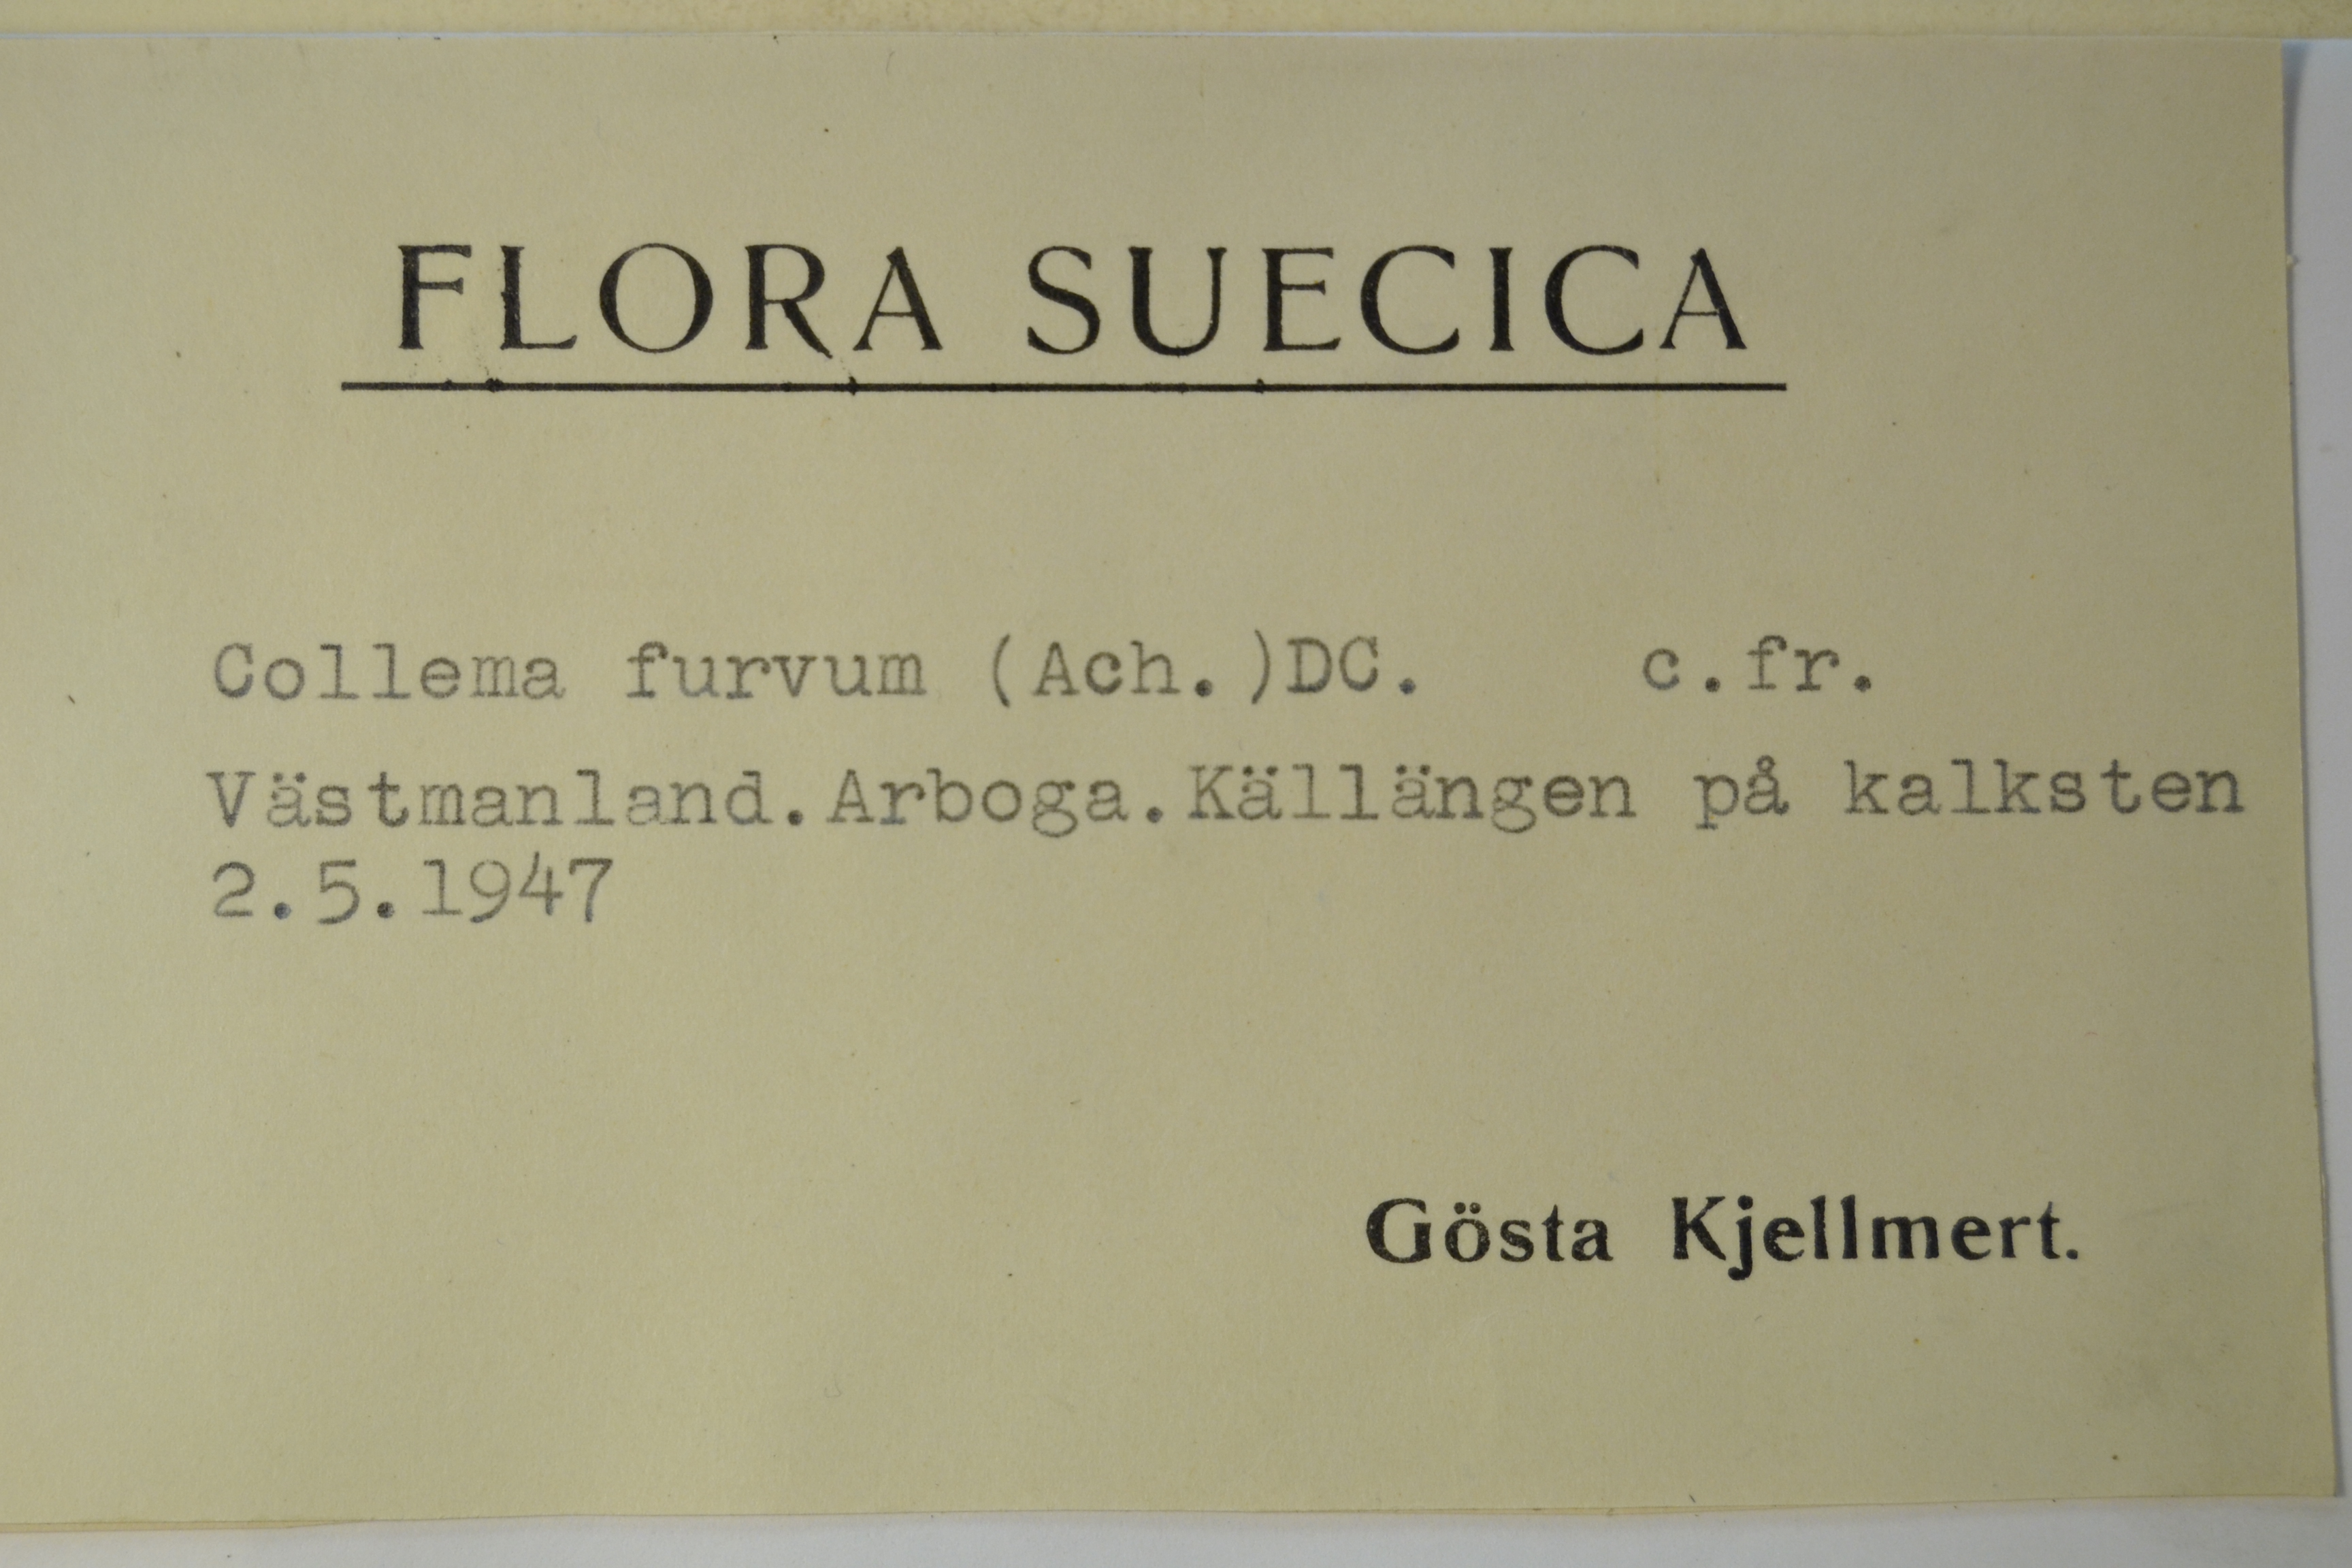 FLORA SUECICA
Collema furvum (Ach.)DC. c.fr.
Västmanland.Arboga.Källängen på kalksten
2.5.1947
Gösta Kjellmert.